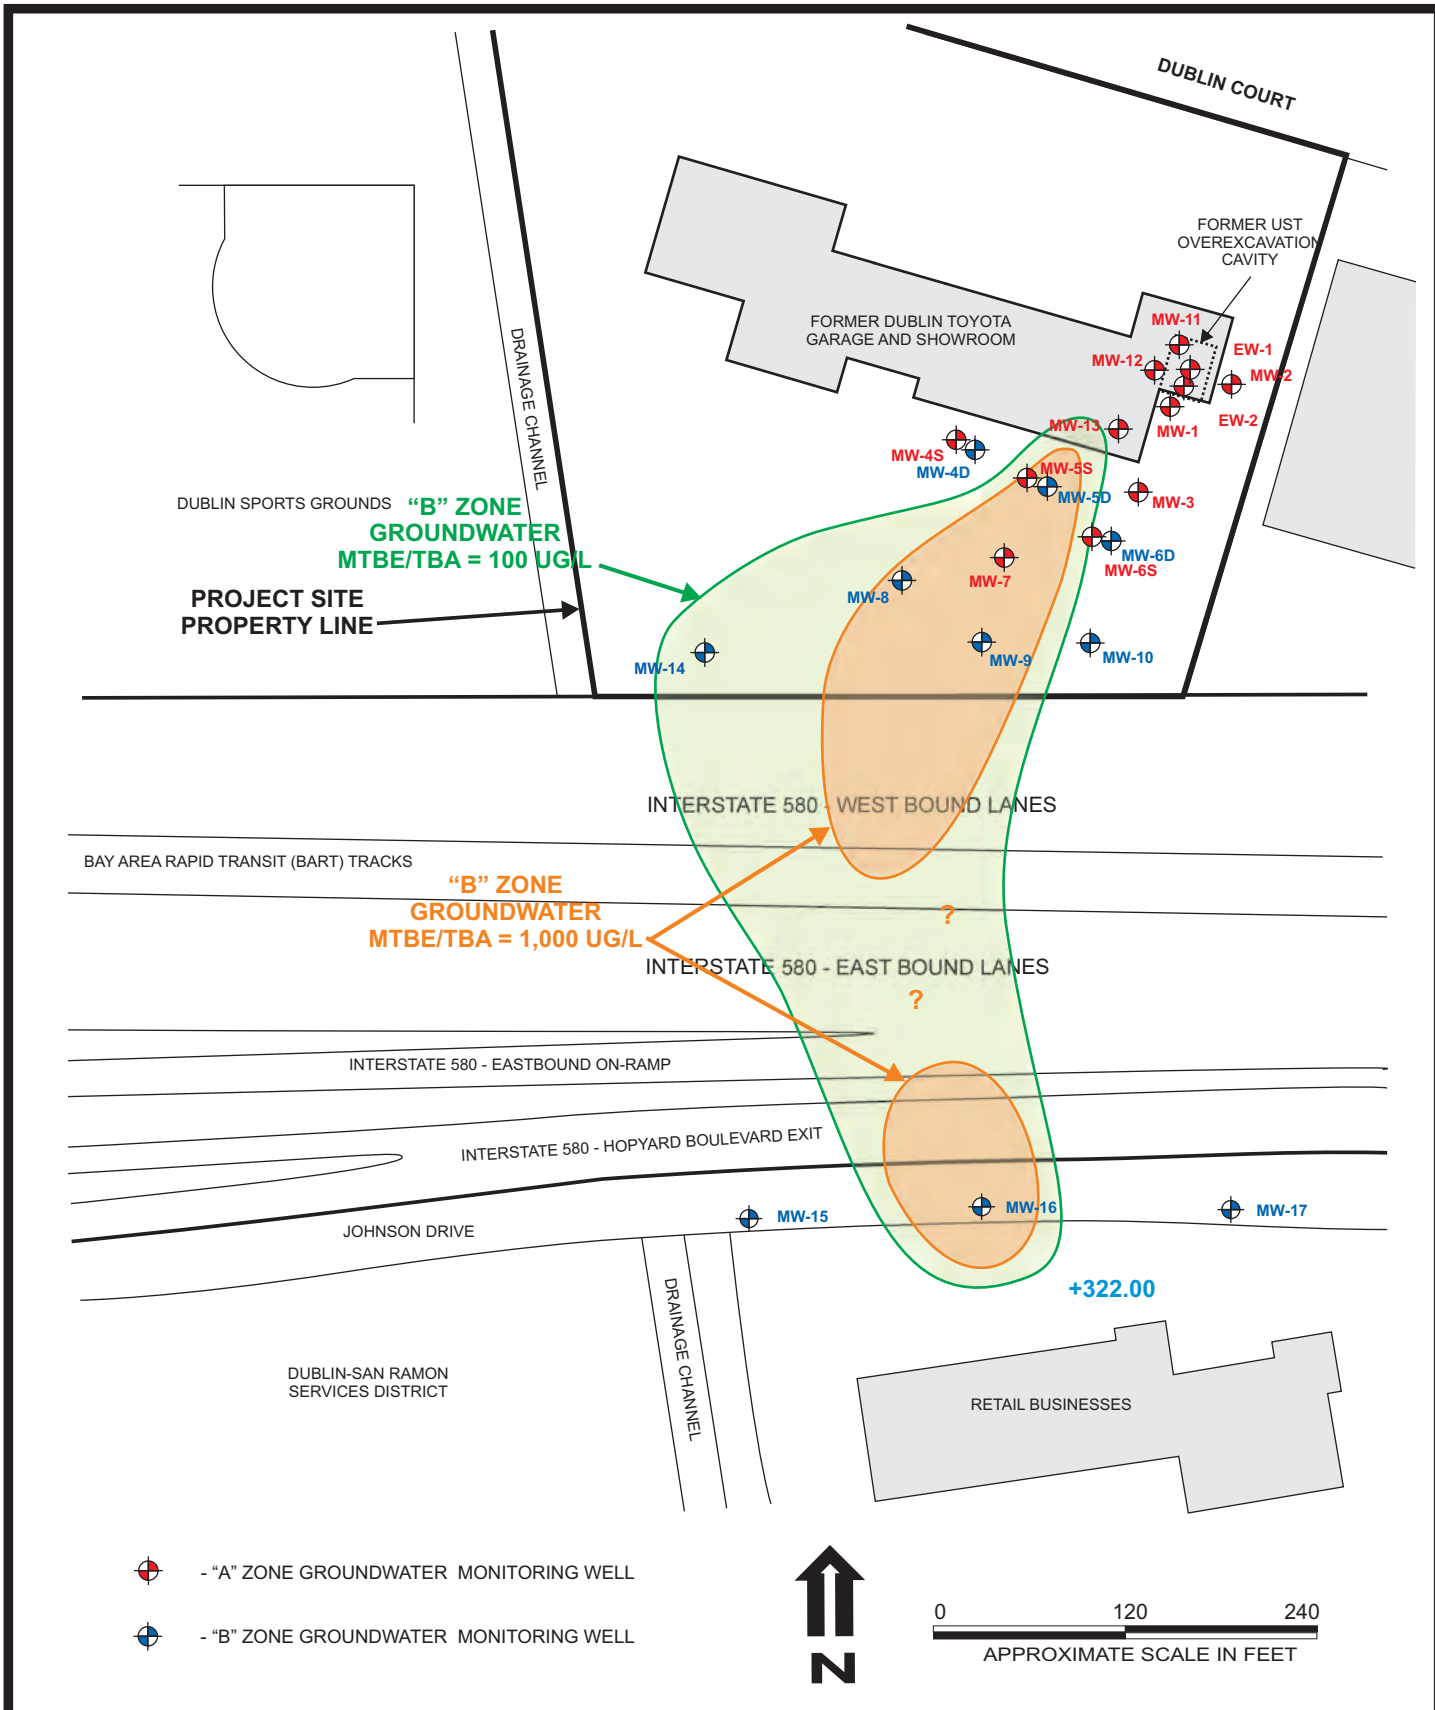 DUBLIN COURT
FORMER UST
OVEREXCAVATION
CAVITY
FORMER DUBLIN TOYOTA
GARAGE AND SHOWROOM
MW-11
MW-12
EW-1
MW-2
EW-2
MW-1
MW-13
DRAINAGE CHANNEL
MW-4S
MW-4D
MW-5S
MW-5D
MW-3
DUBLIN SPORTS GROUNDS
“B” ZONE
GROUNDWATER
MTBE/TBA = 100 UG/L
MW-6D
MW-6S
MW-7
MW-8
PROJECT SITE
PROPERTY LINE
MW-14
MW-9
MW-10
INTERSTATE 580 - WEST BOUND LANES
BAY AREA RAPID TRANSIT (BART) TRACKS
“B” ZONE
GROUNDWATER
MTBE/TBA = 1,000 UG/L
?
INTERSTATE 580 - EAST BOUND LANES
?
INTERSTATE 580 - EASTBOUND ON-RAMP
INTERSTATE 580 - HOPYARD BOULEVARD EXIT
MW-15
MW-16
MW-17
JOHNSON DRIVE
+322.00
DRAINAGE CHANNEL
DUBLIN-SAN RAMON
SERVICES DISTRICT
RETAIL BUSINESSES
- “A” ZONE GROUNDWATER MONITORING WELL
- “B” ZONE GROUNDWATER MONITORING WELL
N
0 120 240
APPROXIMATE SCALE IN FEET